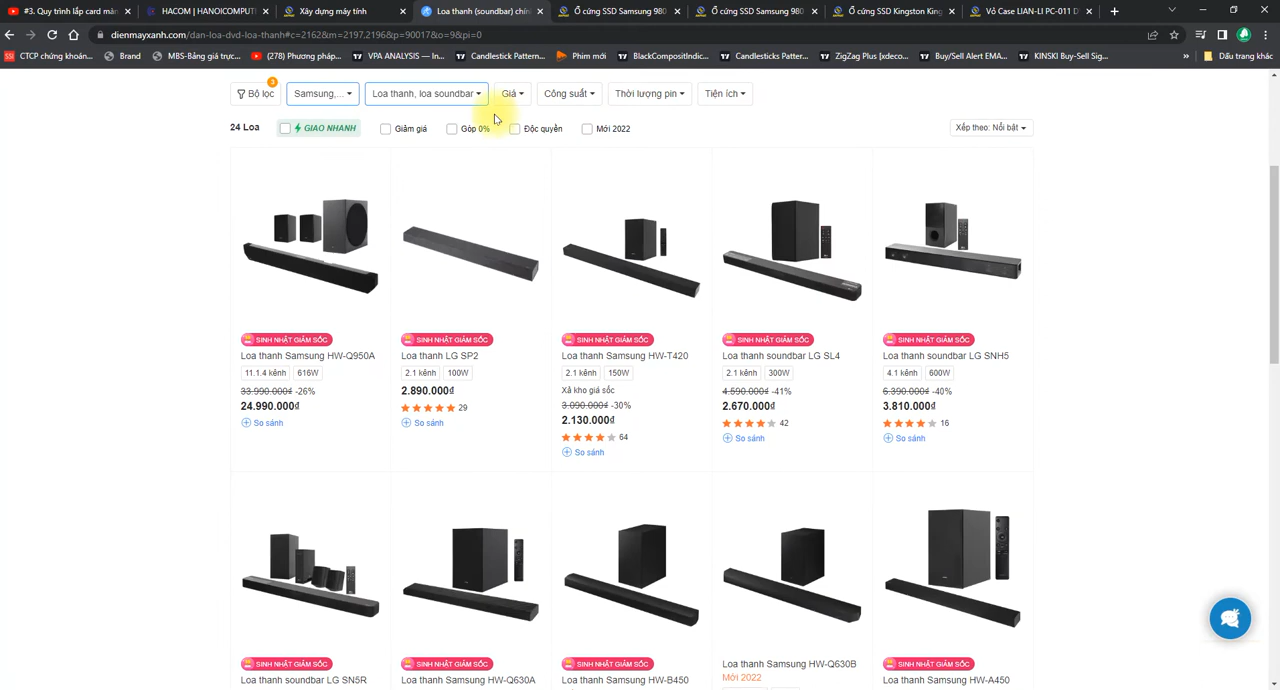 #3. Quy trình lắp card màn
HACOM | HANOICOMPUT
Xây dựng máy tính
Loa thanh (soundbar) chín
Ổ cứng SSD Samsung 980
Ổ cứng SSD Samsung 980
Ổ cứng SSD Kingston King
Vỏ Case LIAN-LI PC-011 D
dienmayxanh.com/dan-loa-dvd-loa-thanh#c=2162&m=2197,2196&p=90017&o=9&pi=0
CTCP chứng khoán...
Brand
MBS-Bảng giá trực...
(278) Phương pháp...
VPA ANALYSIS — In...
Candlestick Pattern...
Phim mới
BlackCompositIndic...
Candlesticks Patter...
ZigZag Plus [xdeco...
Buy/Sell Alert EMA...
KINSKI Buy-Sell Sig...
»
Dấu trang khác
Bộ lọc
3
Samsung,...
Loa thanh, loa soundbar
Giá
Công suất
Thời lượng pin
Tiện ích
24 Loa
GIAO NHANH
Giảm giá
Góp 0%
Độc quyền
Mới 2022
Xếp theo: Nổi bật
SINH NHẬT GIẢM SỐC
Loa thanh Samsung HW-Q950A
11.1.4 kênh
616W
33.990.000₫ -26%
24.990.000₫
So sánh
SINH NHẬT GIẢM SỐC
Loa thanh LG SP2
2.1 kênh
100W
2.890.000₫
29
So sánh
SINH NHẬT GIẢM SỐC
Loa thanh Samsung HW-T420
2.1 kênh
150W
Xả kho giá sốc
3.090.000₫ -30%
2.130.000₫
64
So sánh
SINH NHẬT GIẢM SỐC
Loa thanh soundbar LG SL4
2.1 kênh
300W
4.590.000₫ -41%
2.670.000₫
42
So sánh
SINH NHẬT GIẢM SỐC
Loa thanh soundbar LG SNH5
4.1 kênh
600W
6.390.000₫ -40%
3.810.000₫
16
So sánh
SINH NHẬT GIẢM SỐC
Loa thanh soundbar LG SN5R
SINH NHẬT GIẢM SỐC
Loa thanh Samsung HW-Q630A
SINH NHẬT GIẢM SỐC
Loa thanh Samsung HW-B450
Loa thanh Samsung HW-Q630B
Mới 2022
SINH NHẬT GIẢM SỐC
Loa thanh Samsung HW-A450